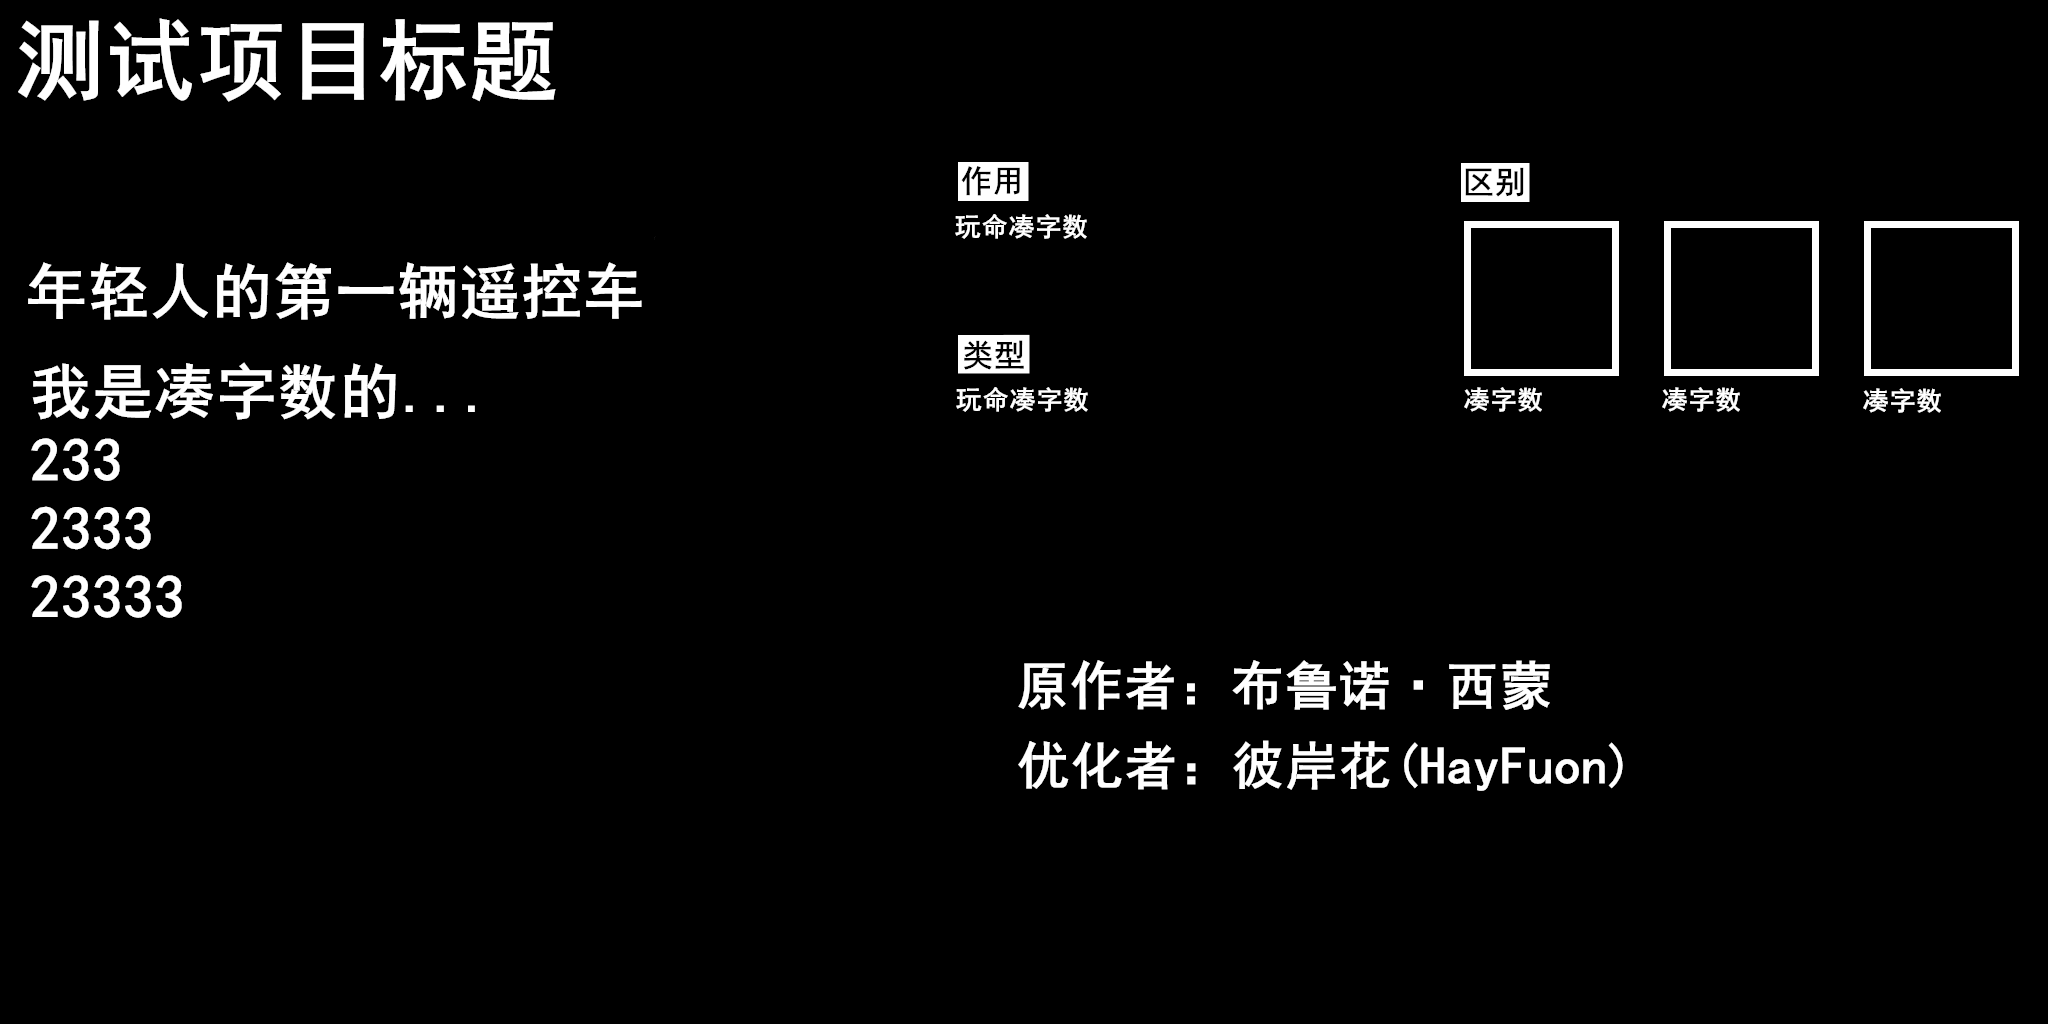 测试项目标题
年轻人的第一辆遥控车
我是凑字数的...
233
2333
23333
作用
玩命凑字数
类型
玩命凑字数
区别
凑字数 凑字数 凑字数
原作者：布鲁诺·西蒙
优化者：彼岸花(HayFuon)